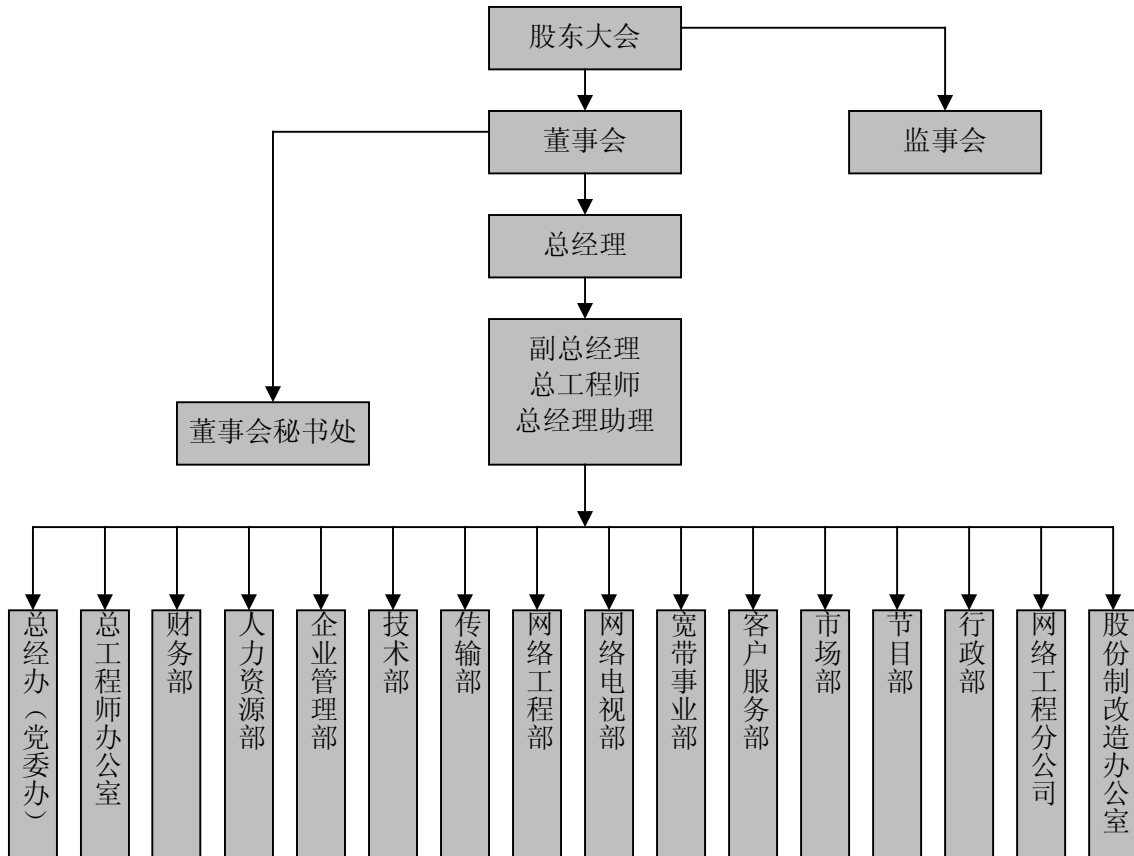 股东大会
董事会
监事会
总经理
副总经理
总工程师
总经理助理
董事会秘书处
总经办（党委办）
总工程师办公室
财务部
人力资源部
企业管理部
技术部
传输部
网络工程部
网络电视部
宽带事业部
客户服务部
市场部
节目部
行政部
网络工程分公司
股份制改造办公室